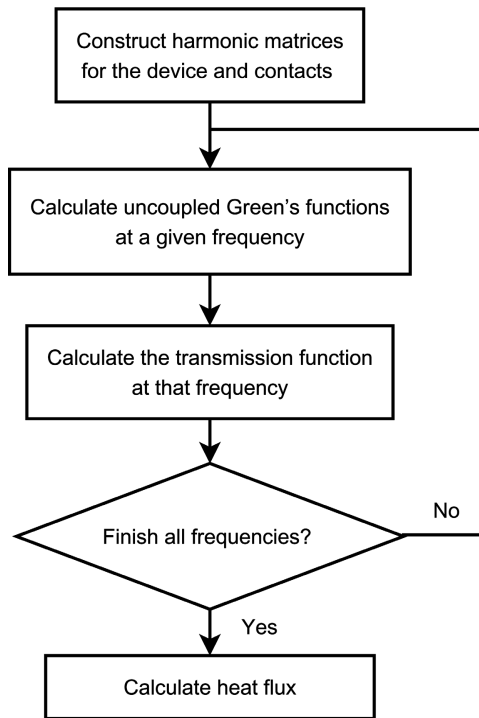 Construct harmonic matrices
for the device and contacts
Calculate uncoupled Green's functions
at a given frequency
Calculate the transmission function
at that frequency
Finish all frequencies?
No
Yes
Calculate heat flux